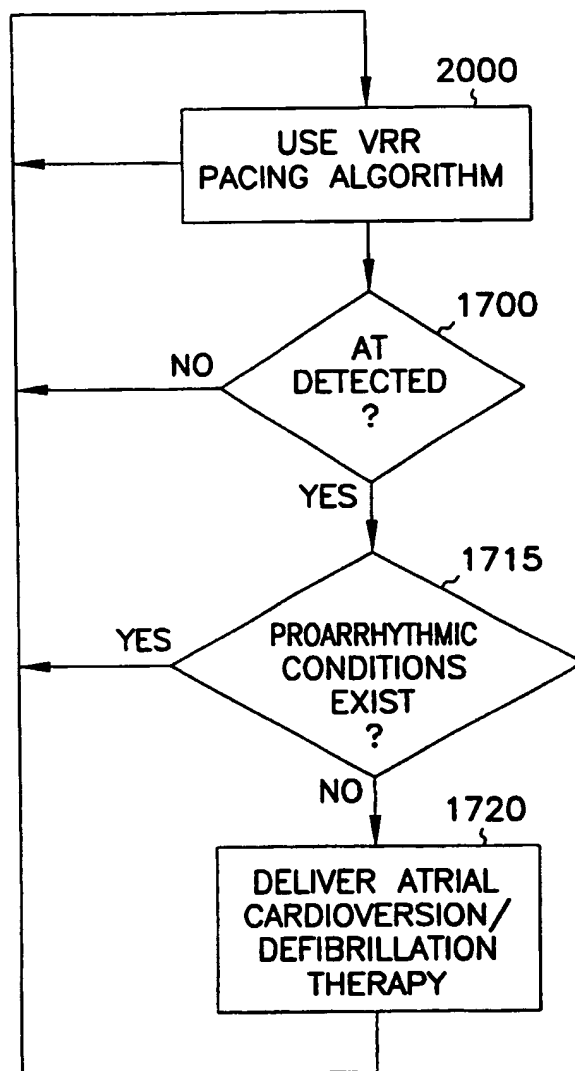 2000
USE VRR
PACING ALGORITHM
1700
AT
DETECTED
?
NO
YES
1715
PROARRHYTHMIC
CONDITIONS
EXIST
?
YES
NO
1720
DELIVER ATRIAL
CARDIOVERSION/
DEFIBRILLATION
THERAPY